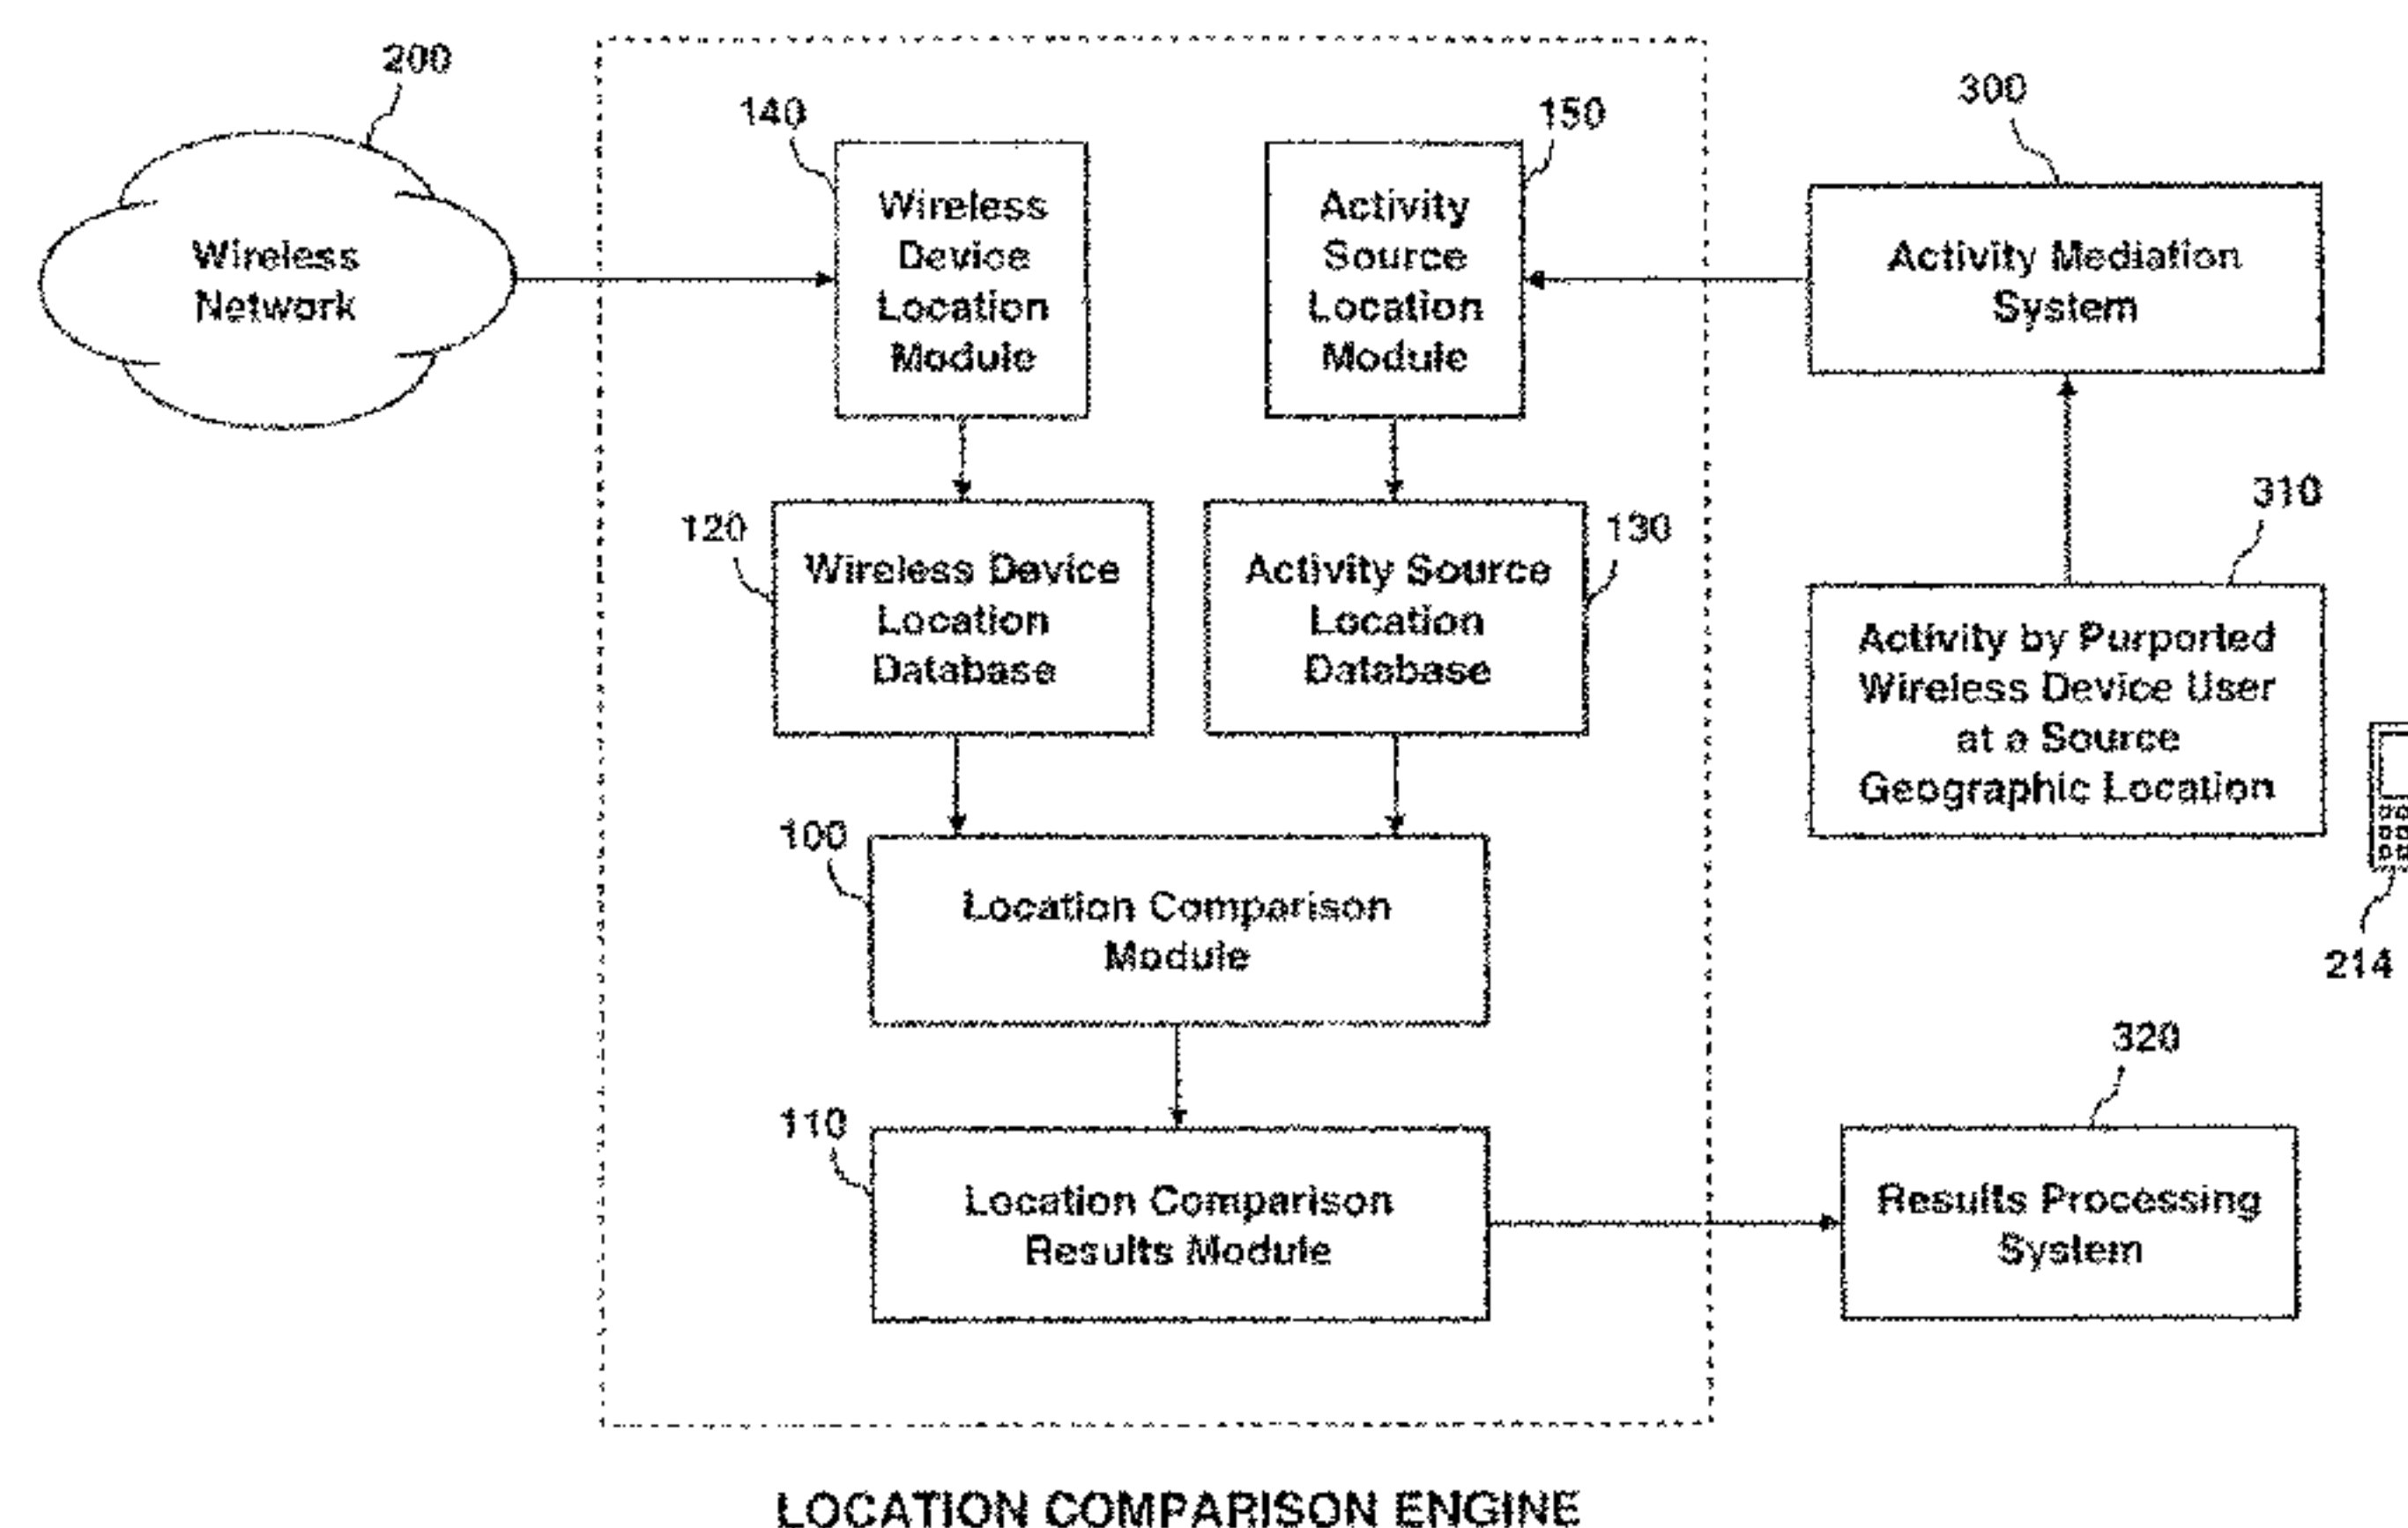 200
Wireless
Network
140
Wireless
Device
Location
Module
150
Activity
Source
Location
Module
300
Activity Mediation
System
120
Wireless Device
Location
Database
130
Activity Source
Location
Database
310
Activity by Purported
Wireless Device User
at a Source
Geographic Location
214
100
Location Comparison
Module
110
Location Comparison
Results Module
320
Results Processing
System
LOCATION COMPARISON ENGINE